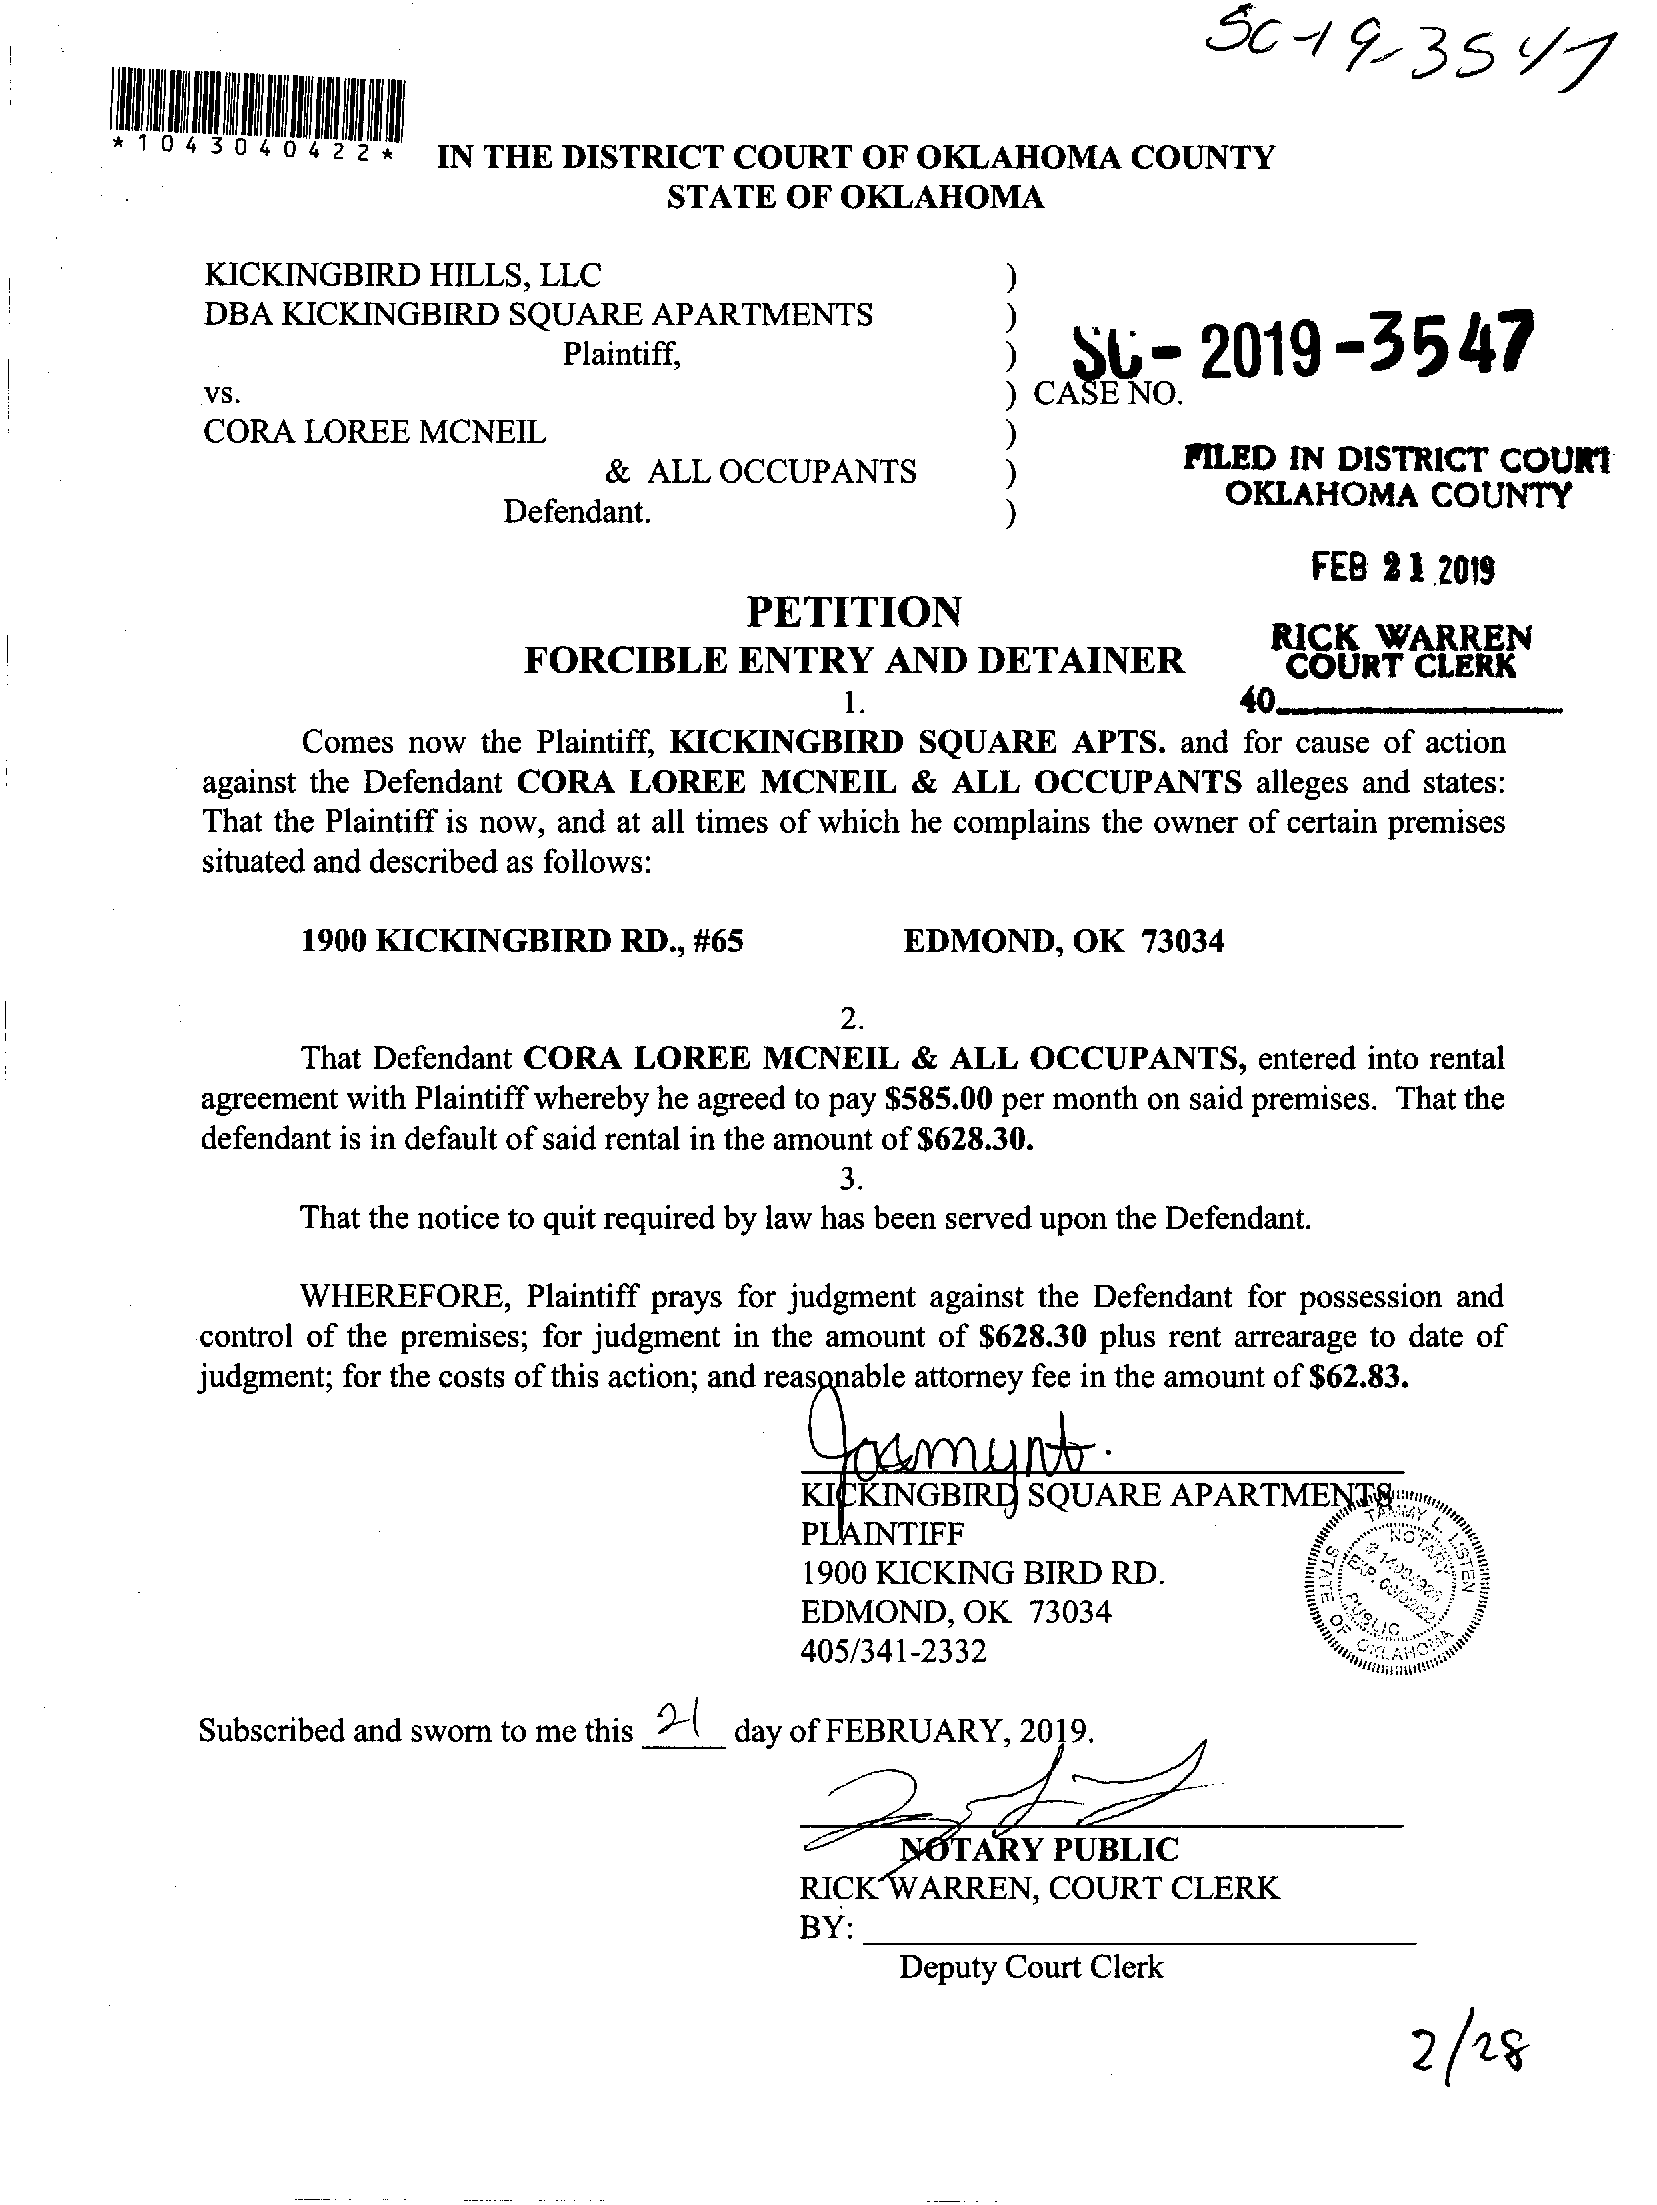 SC-19-3547
*1043040422*
IN THE DISTRICT COURT OF OKLAHOMA COUNTY
STATE OF OKLAHOMA
KICKINGBIRD HILLS, LLC )
DBA KICKINGBIRD SQUARE APARTMENTS )
Plaintiff, ) SC - 2019 - 3547
vs. ) CASE NO.
CORA LOREE MCNEIL )
& ALL OCCUPANTS )
Defendant. )
FILED IN DISTRICT COURT
OKLAHOMA COUNTY
FEB 21 2019
RICK WARREN
COURT CLERK
40
PETITION
FORCIBLE ENTRY AND DETAINER
1.
Comes now the Plaintiff, KICKINGBIRD SQUARE APTS. and for cause of action
against the Defendant CORA LOREE MCNEIL & ALL OCCUPANTS alleges and states:
That the Plaintiff is now, and at all times of which he complains the owner of certain premises
situated and described as follows:
1900 KICKINGBIRD RD., #65 EDMOND, OK 73034
2.
That Defendant CORA LOREE MCNEIL & ALL OCCUPANTS, entered into rental
agreement with Plaintiff whereby he agreed to pay $585.00 per month on said premises. That the
defendant is in default of said rental in the amount of $628.30.
3.
That the notice to quit required by law has been served upon the Defendant.
WHEREFORE, Plaintiff prays for judgment against the Defendant for possession and
control of the premises; for judgment in the amount of $628.30 plus rent arrearage to date of
judgment; for the costs of this action; and reasonable attorney fee in the amount of $62.83.
KICKINGBIRD SQUARE APARTMENTS
PLAINTIFF
1900 KICKING BIRD RD.
EDMOND, OK 73034
405/341-2332
TAMMY L. LISTEN
NOTARY
PUBLIC
STATE OF OKLAHOMA
Subscribed and sworn to me this 21 day of FEBRUARY, 2019.
NOTARY PUBLIC
RICK WARREN, COURT CLERK
BY:
Deputy Court Clerk
2/28